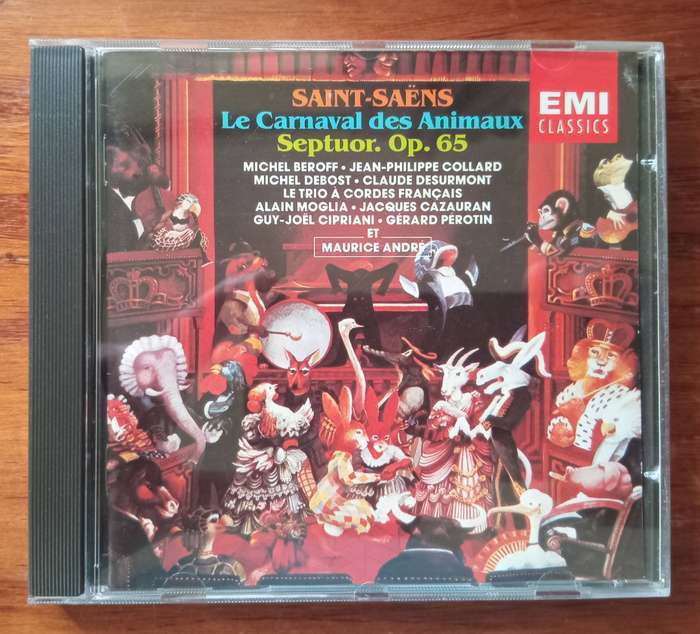 SAINT-SAËNS
Le Carnaval des Animaux
Septuor. Op. 65
EMI
CLASSICS
MICHEL BEROFF • JEAN-PHILIPPE COLLARD
MICHEL DEBOST • CLAUDE DESURMONT
LE TRIO À CORDES FRANÇAIS
ALAIN MOGLIA • JACQUES CAZAURAN
GUY-JOËL CIPRIANI • GÉRARD PÉROTIN
ET
MAURICE ANDRÉ